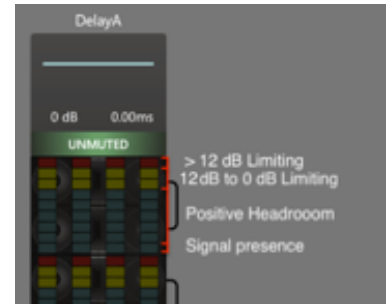 DelayA
0 dB 0.00ms
UNMUTED
> 12 dB Limiting
12dB to 0 dB Limiting
Positive Headrooom
Signal presence